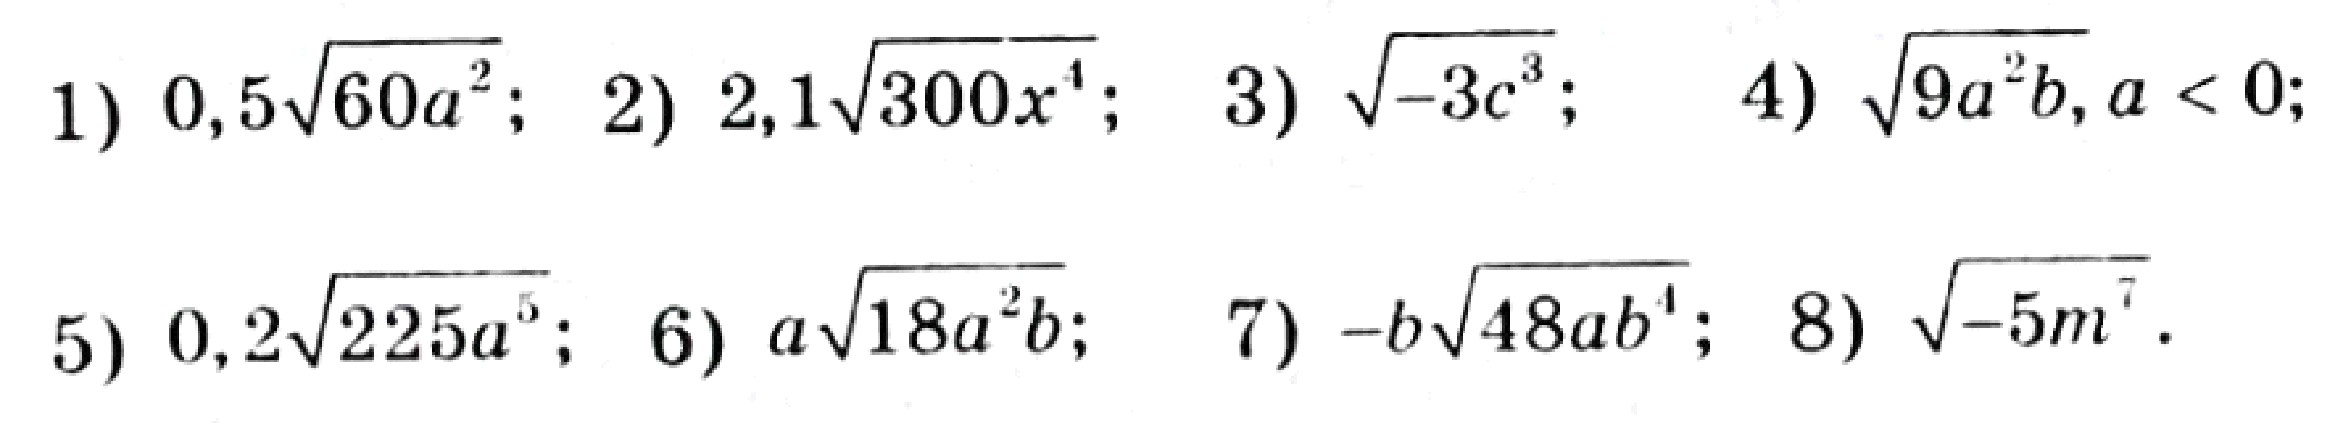 1) 0,5√60a²; 2) 2,1√300x⁴; 3) √−3c³; 4) √9a²b, a < 0;
5) 0,2√225a⁵; 6) a√18a²b; 7) −b√48ab⁴; 8) √−5m⁷.